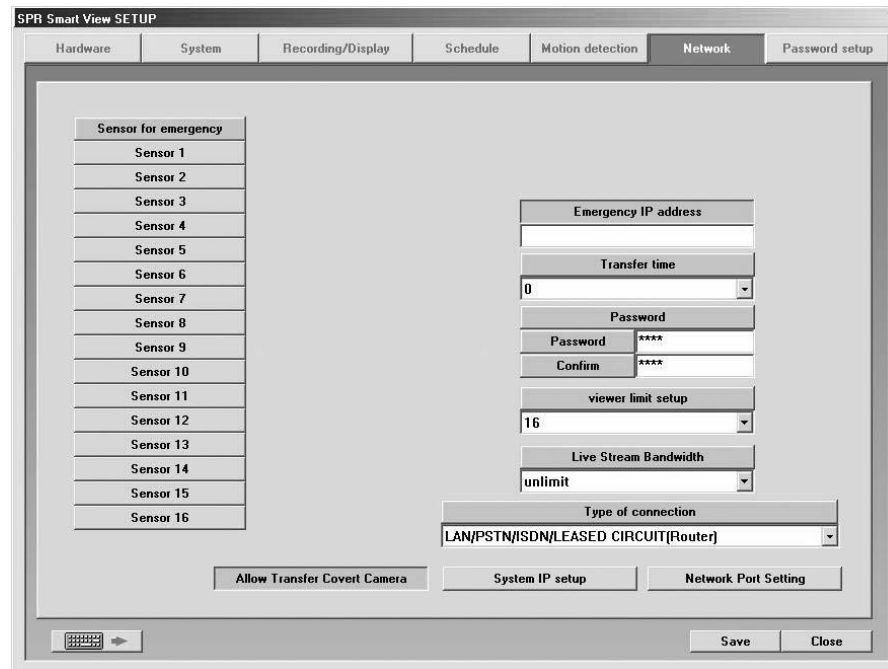 SPR Smart View SETUP
Hardware System Recording/Display Schedule Motion detection Network Password setup
Sensor for emergency
Sensor 1
Sensor 2
Sensor 3
Sensor 4
Sensor 5
Sensor 6
Sensor 7
Sensor 8
Sensor 9
Sensor 10
Sensor 11
Sensor 12
Sensor 13
Sensor 14
Sensor 15
Sensor 16
Emergency IP address
Transfer time
0
Password
Password ****
Confirm ****
viewer limit setup
16
Live Stream Bandwidth
unlimit
Type of connection
LAN/PSTN/ISDN/LEASED CIRCUIT(Router)
Allow Transfer Covert Camera System IP setup Network Port Setting
Save Close